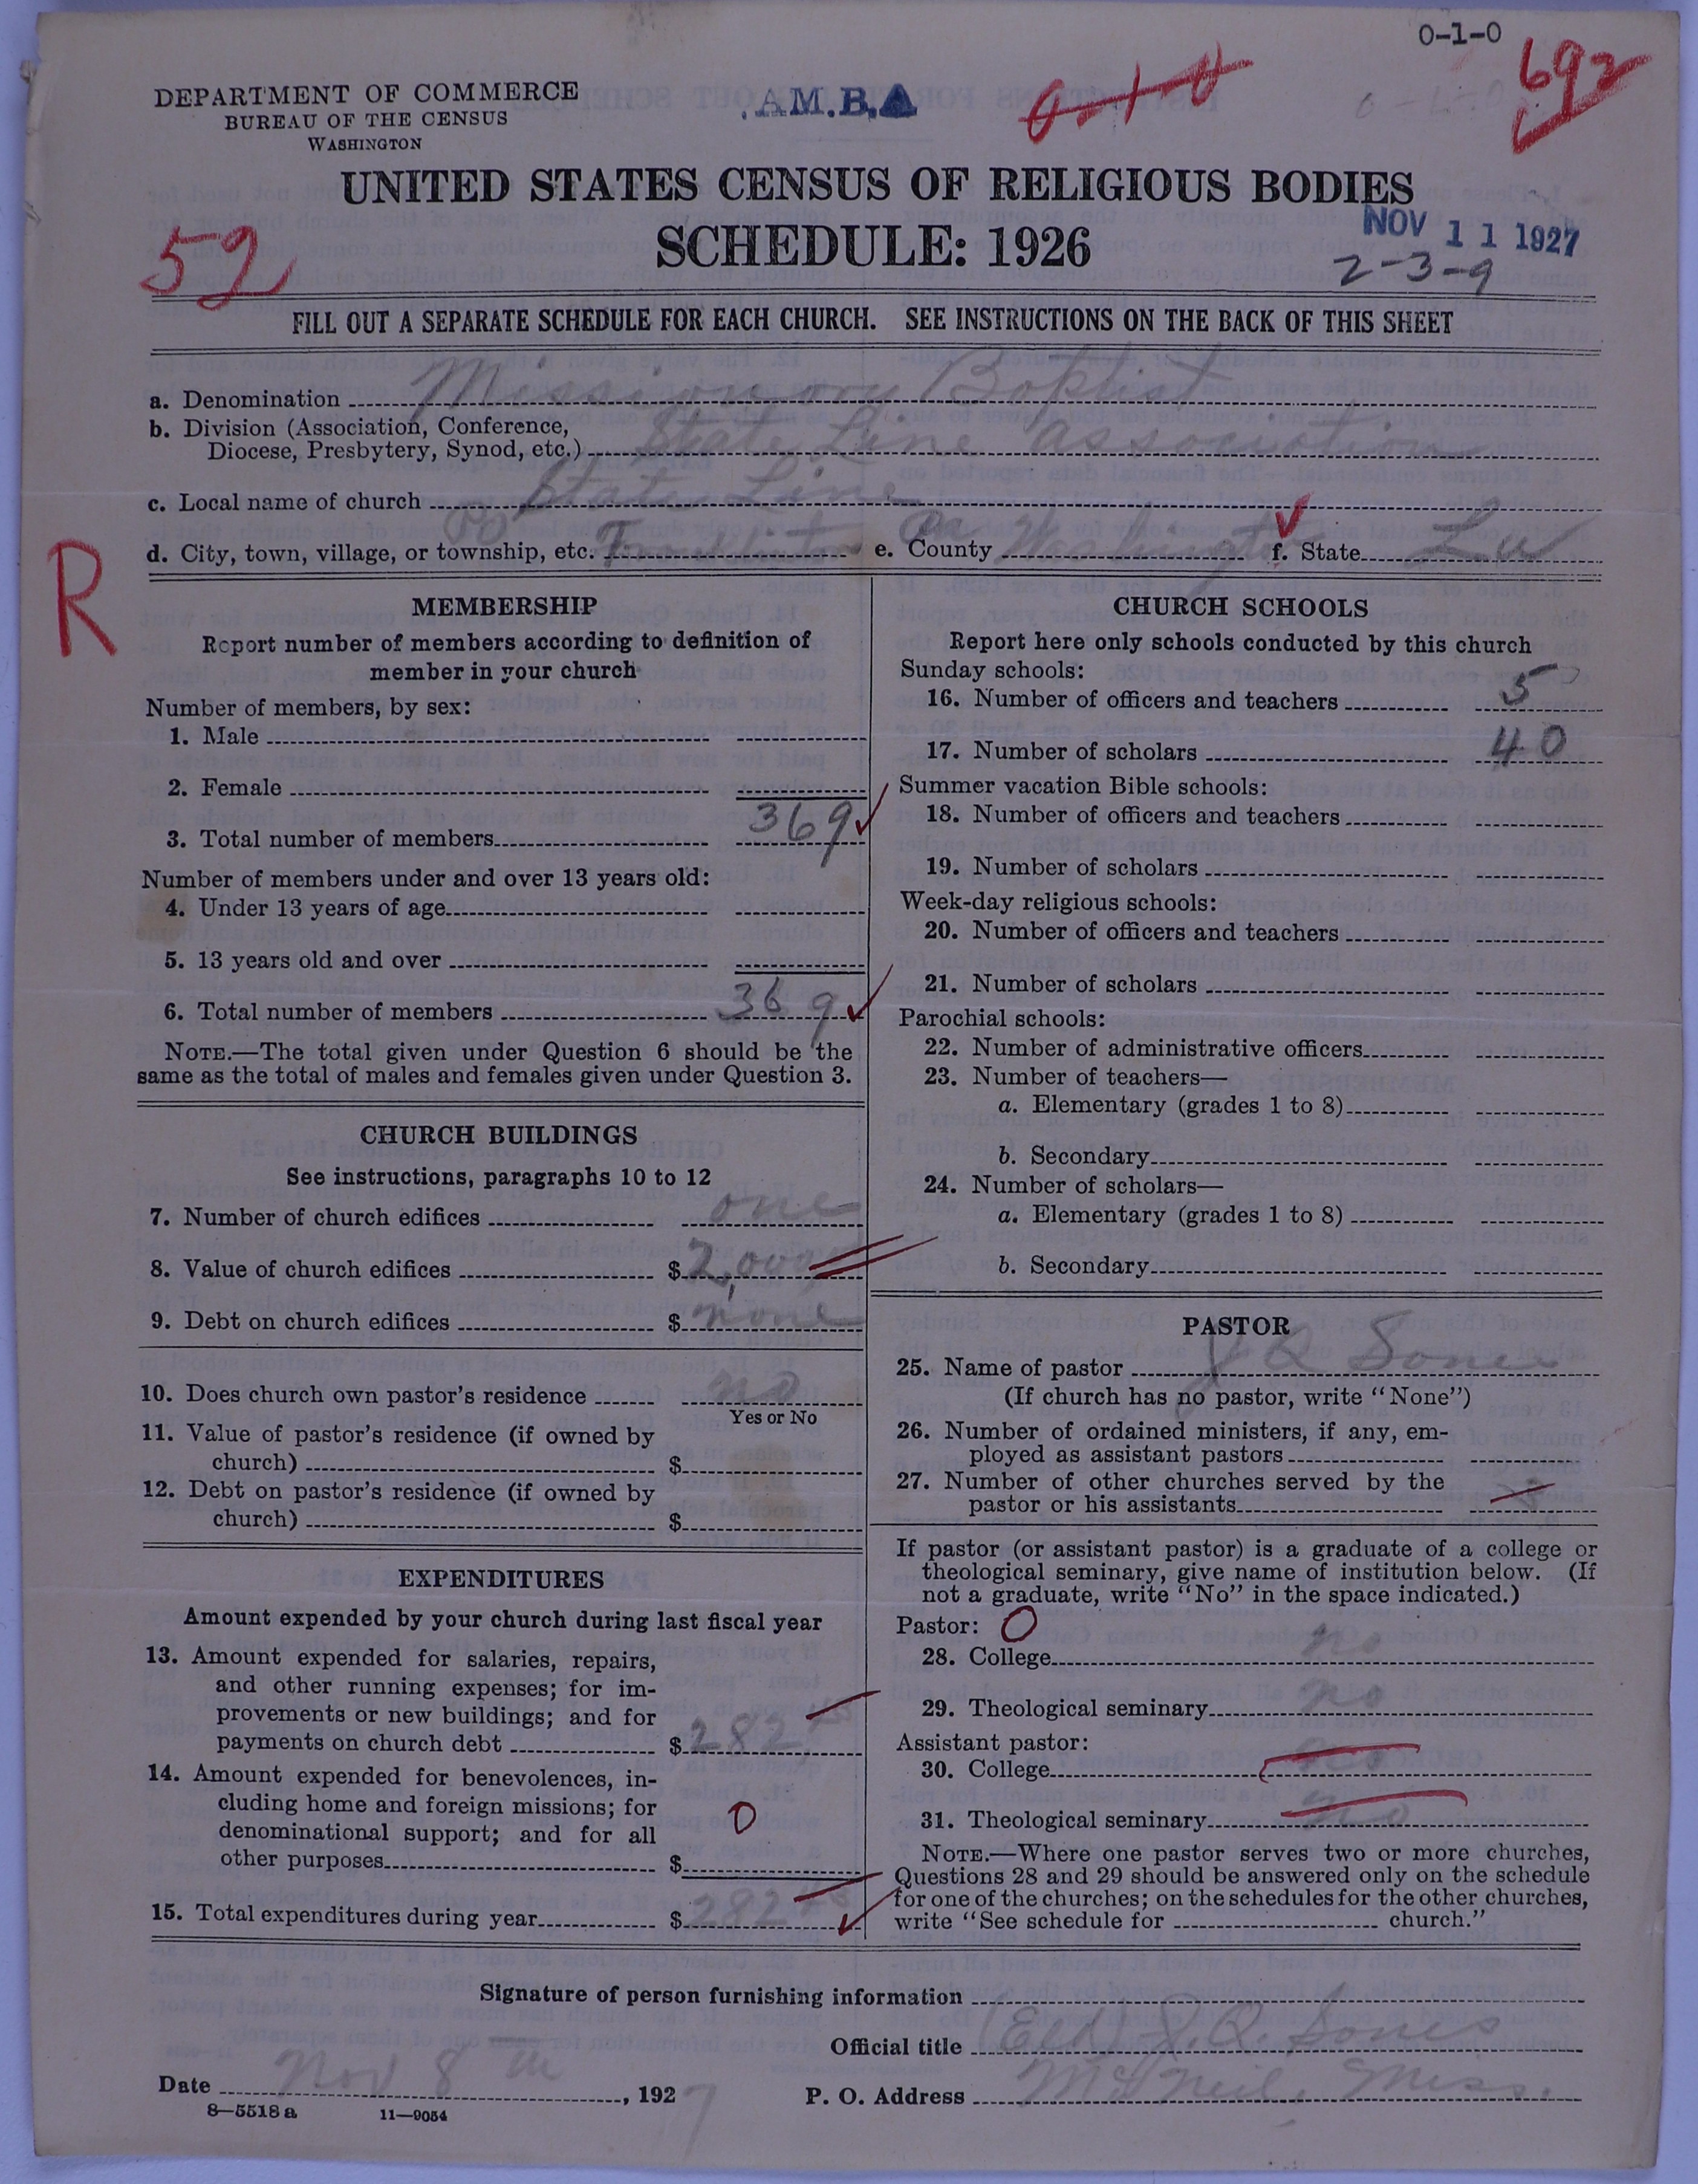 0-1-0
692
DEPARTMENT OF COMMERCE
BUREAU OF THE CENSUS
WASHINGTON
A.M.B.A
0-1-0
UNITED STATES CENSUS OF RELIGIOUS BODIES
SCHEDULE: 1926
NOV 11 1927
2-3-9
52
FILL OUT A SEPARATE SCHEDULE FOR EACH CHURCH. SEE INSTRUCTIONS ON THE BACK OF THIS SHEET
a. Denomination Missionary Baptist
b. Division (Association, Conference,
Diocese, Presbytery, Synod, etc.) State Line association
c. Local name of church State Line
d. City, town, village, or township, etc. Franklinton e. County Washington f. State La
R
MEMBERSHIP
Report number of members according to definition of
member in your church
Number of members, by sex:
1. Male
2. Female
3. Total number of members 369
Number of members under and over 13 years old:
4. Under 13 years of age
5. 13 years old and over
6. Total number of members 369
NOTE.—The total given under Question 6 should be the
same as the total of males and females given under Question 3.
CHURCH BUILDINGS
See instructions, paragraphs 10 to 12
7. Number of church edifices one
8. Value of church edifices $ 2,000
9. Debt on church edifices $ none
10. Does church own pastor's residence no
Yes or No
11. Value of pastor's residence (if owned by
church) $
12. Debt on pastor's residence (if owned by
church) $
EXPENDITURES
Amount expended by your church during last fiscal year
13. Amount expended for salaries, repairs,
and other running expenses; for im-
provements or new buildings; and for
payments on church debt $ 282
14. Amount expended for benevolences, in-
cluding home and foreign missions; for
denominational support; and for all
other purposes $ 0
15. Total expenditures during year $ 282
CHURCH SCHOOLS
Report here only schools conducted by this church
Sunday schools:
16. Number of officers and teachers 5
17. Number of scholars 40
Summer vacation Bible schools:
18. Number of officers and teachers
19. Number of scholars
Week-day religious schools:
20. Number of officers and teachers
21. Number of scholars
Parochial schools:
22. Number of administrative officers
23. Number of teachers—
a. Elementary (grades 1 to 8)
b. Secondary
24. Number of scholars—
a. Elementary (grades 1 to 8)
b. Secondary
PASTOR
25. Name of pastor J Q Sones
(If church has no pastor, write "None")
26. Number of ordained ministers, if any, em-
ployed as assistant pastors
27. Number of other churches served by the
pastor or his assistants
If pastor (or assistant pastor) is a graduate of a college or
theological seminary, give name of institution below. (If
not a graduate, write "No" in the space indicated.)
Pastor: O
28. College no
29. Theological seminary no
Assistant pastor:
30. College no
31. Theological seminary no
NOTE.—Where one pastor serves two or more churches,
Questions 28 and 29 should be answered only on the schedule
for one of the churches; on the schedules for the other churches,
write "See schedule for church."
Signature of person furnishing information
Official title (Eld) J. Q. Sones
Date Nov 8 th, 1927 P. O. Address McNeil, Miss.
8—5518 a 11—9054